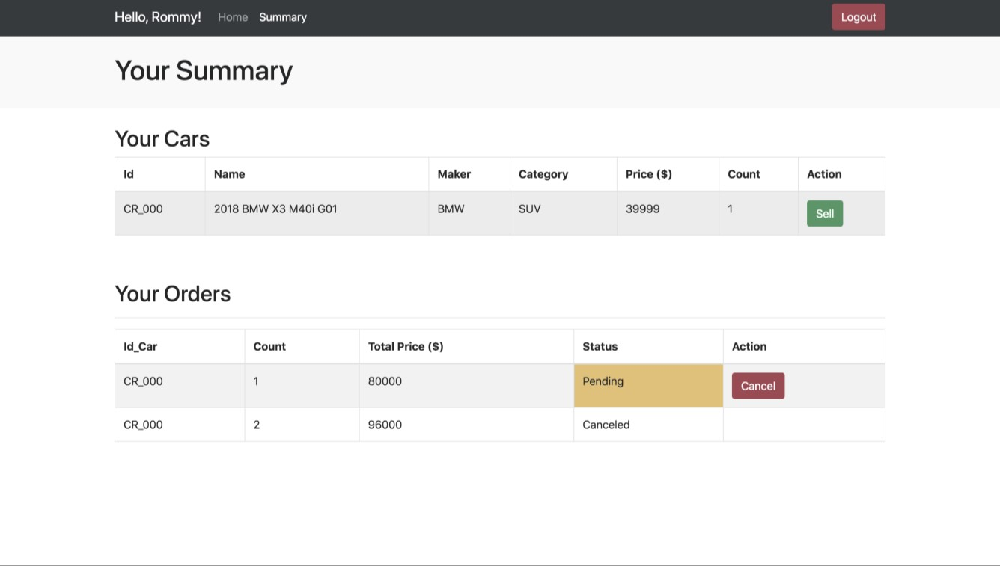 Hello, Rommy! Home Summary Logout
Your Summary
Your Cars
Id Name Maker Category Price ($) Count Action
CR_000 2018 BMW X3 M40i G01 BMW SUV 39999 1 Sell
Your Orders
Id_Car Count Total Price ($) Status Action
CR_000 1 80000 Pending Cancel
CR_000 2 96000 Canceled